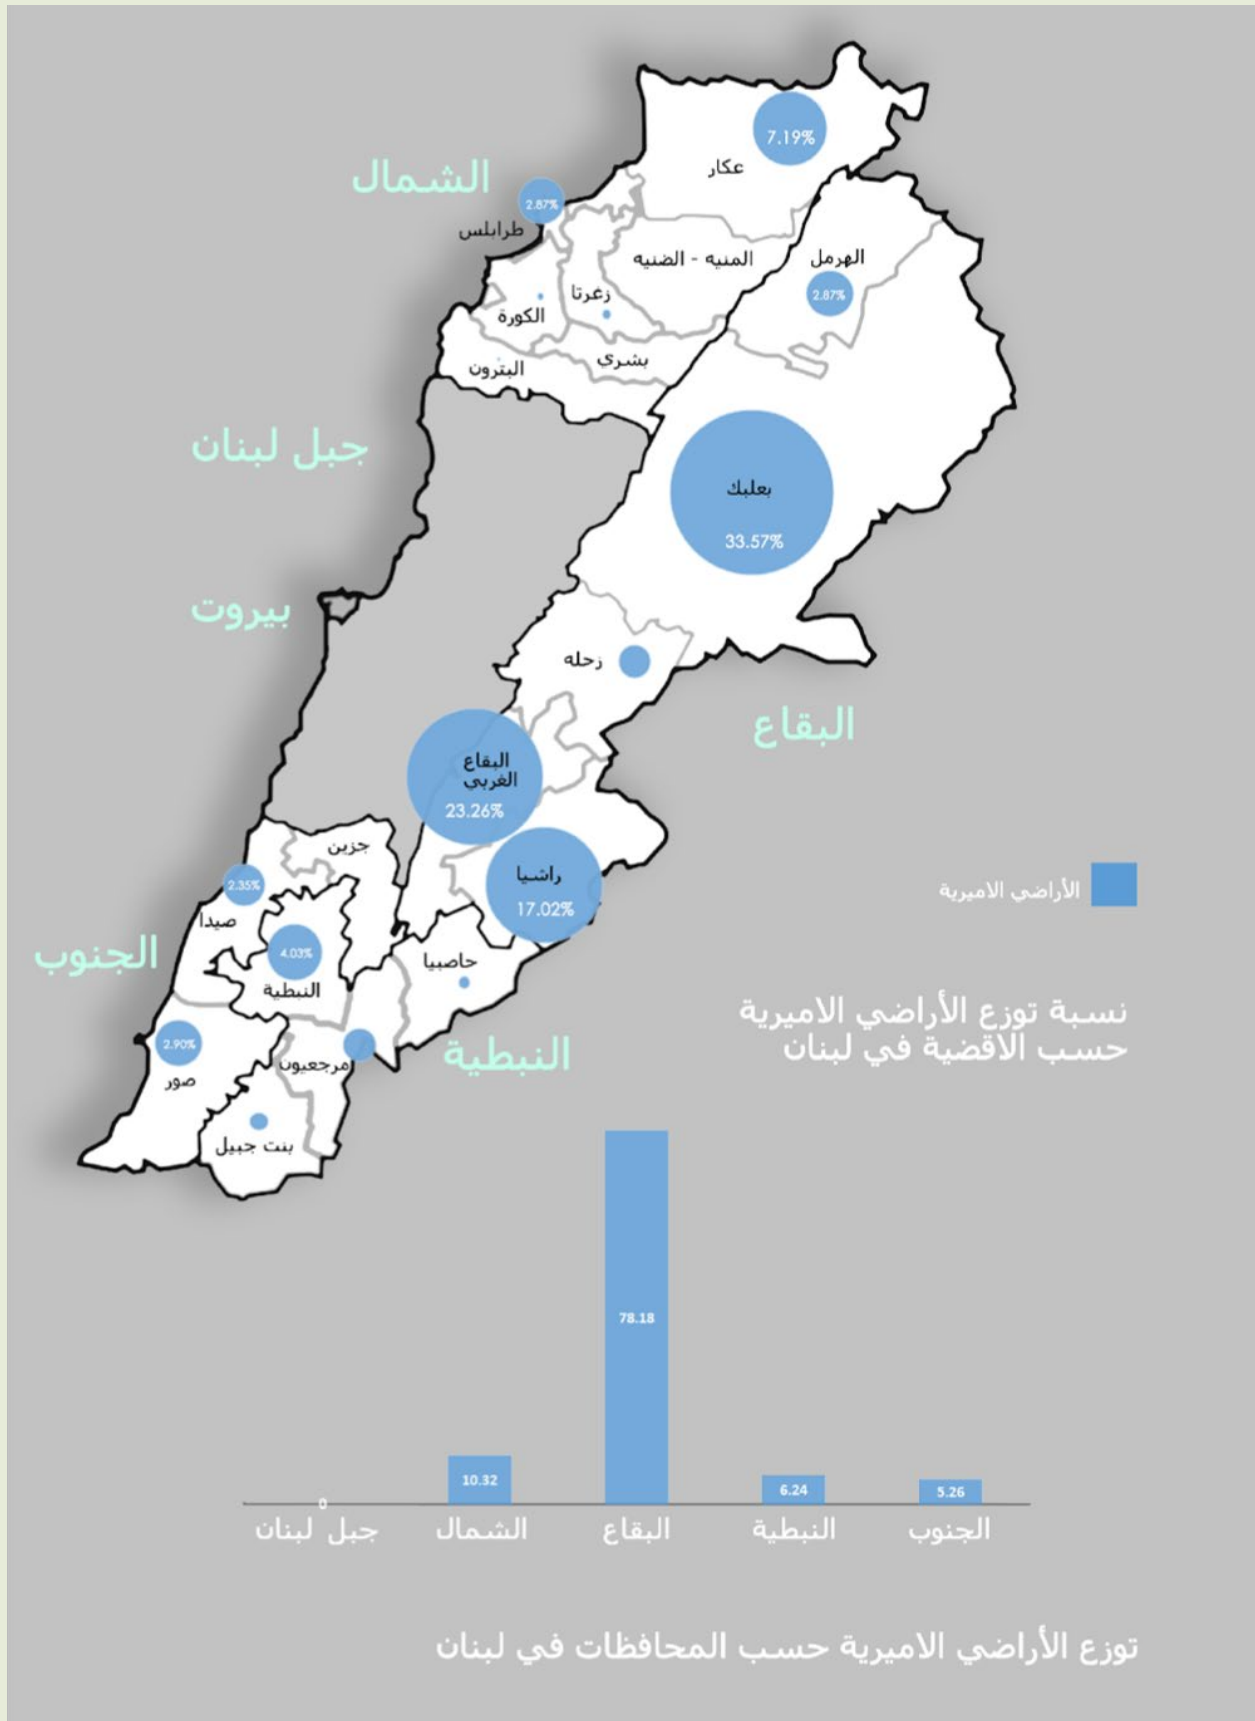 7.19%
عكار
الشمال
2.87%
طرابلس
المنيه - الضنيه
الهرمل
2.87%
زغرتا
الكورة
بشري
البترون
جبل لبنان
بعلبك
33.57%
بيروت
زحله
البقاع
البقاع
الغربي
23.26%
جزين
راشيا
17.02%
2.35%
صيدا
الأراضي الاميرية
الجنوب
4.03%
النبطية
حاصبيا
نسبة توزع الأراضي الاميرية
حسب الاقضية في لبنان
2.90%
صور
مرجعيون
النبطية
بنت جبيل
78.18
10.32
6.24
5.26
0
جبل لبنان
الشمال
البقاع
النبطية
الجنوب
توزع الأراضي الاميرية حسب المحافظات في لبنان